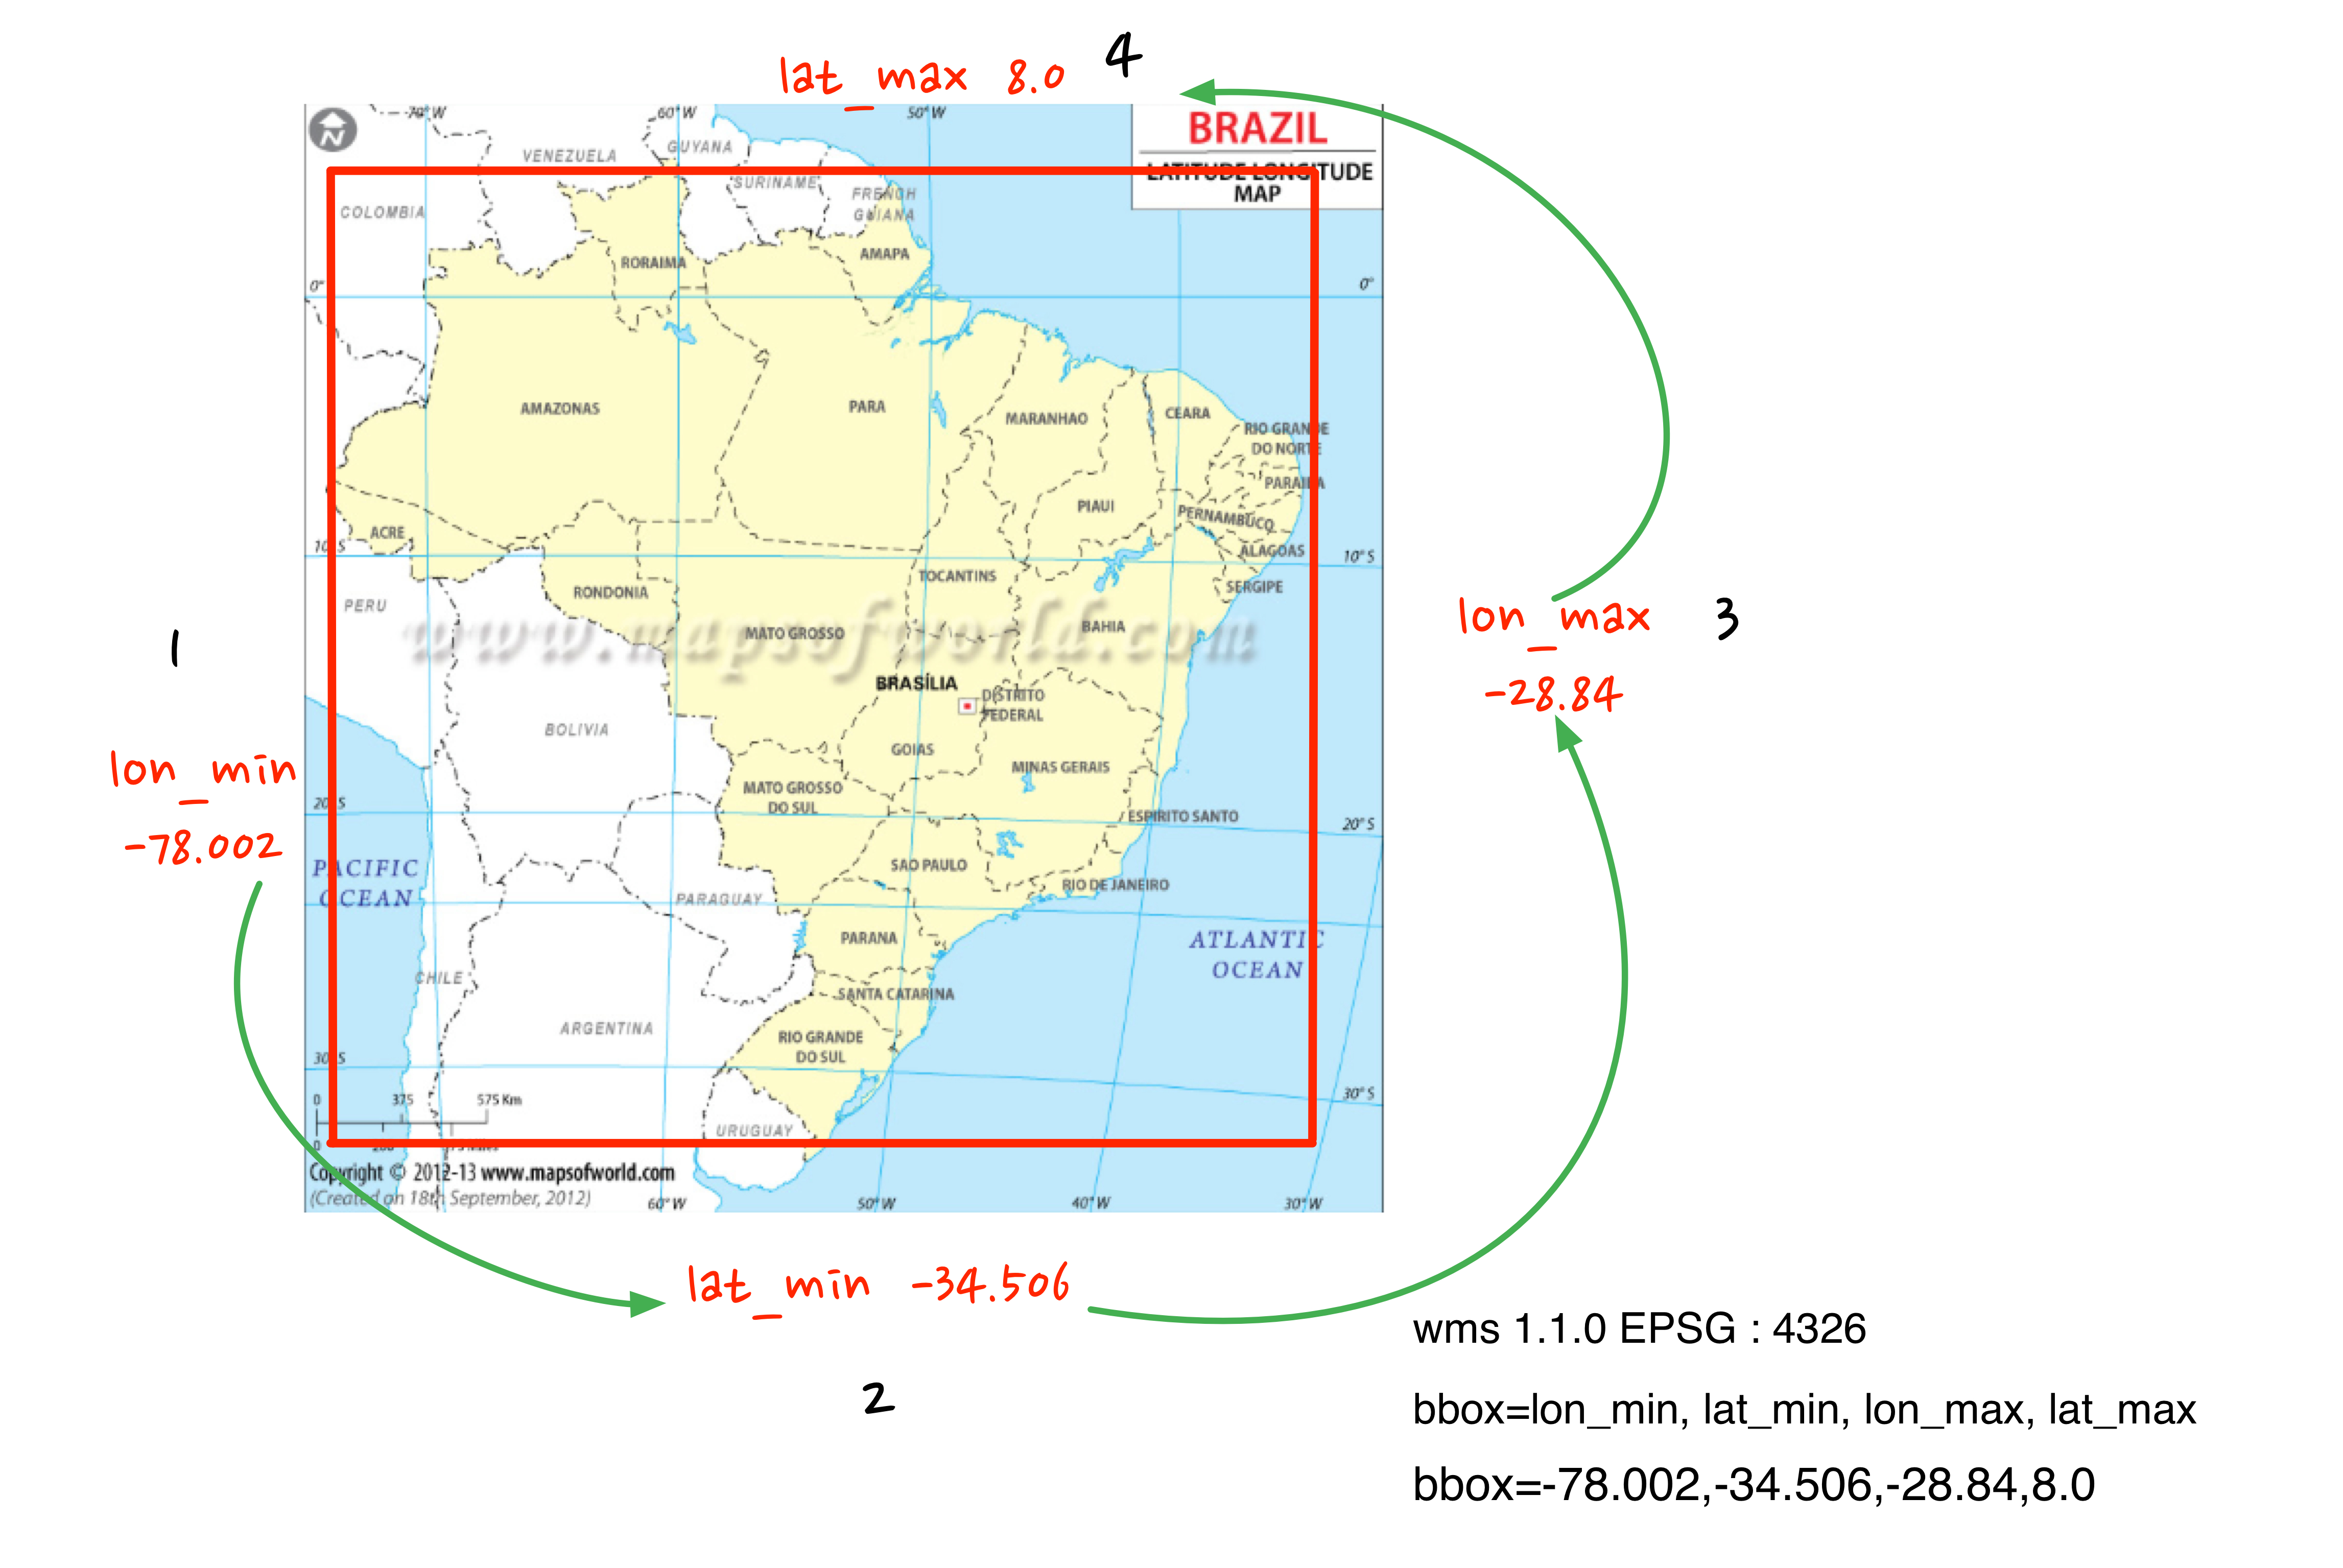 lat_max 8.0 4
70° W
60° W
50° W
BRAZIL
LATITUDE LONGITUDE
MAP
N
VENEZUELA
GUYANA
SURINAME
FRENCH
GUIANA
COLOMBIA
AMAPA
RORAIMA
0°
0°
AMAZONAS
PARA
MARANHAO
CEARA
RIO GRANDE
DO NORTE
PARAIBA
PIAUI
PERNAMBUCO
ACRE
10° S
10° S
ALAGOAS
TOCANTINS
SERGIPE
RONDONIA
PERU
MATO GROSSO
BAHIA
www.mapsofworld.com
lon_max 3
-28.84
1
BRASÍLIA
DISTRITO
FEDERAL
BOLIVIA
GOIAS
MINAS GERAIS
lon_min
-78.002
MATO GROSSO
DO SUL
20° S
ESPIRITO SANTO
20° S
PACIFIC
OCEAN
SAO PAULO
RIO DE JANEIRO
PARAGUAY
PARANA
ATLANTIC
OCEAN
CHILE
SANTA CATARINA
ARGENTINA
RIO GRANDE
DO SUL
30° S
30° S
0 375 575 Km
URUGUAY
0
Copyright © 2012-13 www.mapsofworld.com
(Created on 18th September, 2012)
60° W
50° W
40° W
30° W
lat_min -34.506
2
wms 1.1.0 EPSG : 4326
bbox=lon_min, lat_min, lon_max, lat_max
bbox=-78.002,-34.506,-28.84,8.0